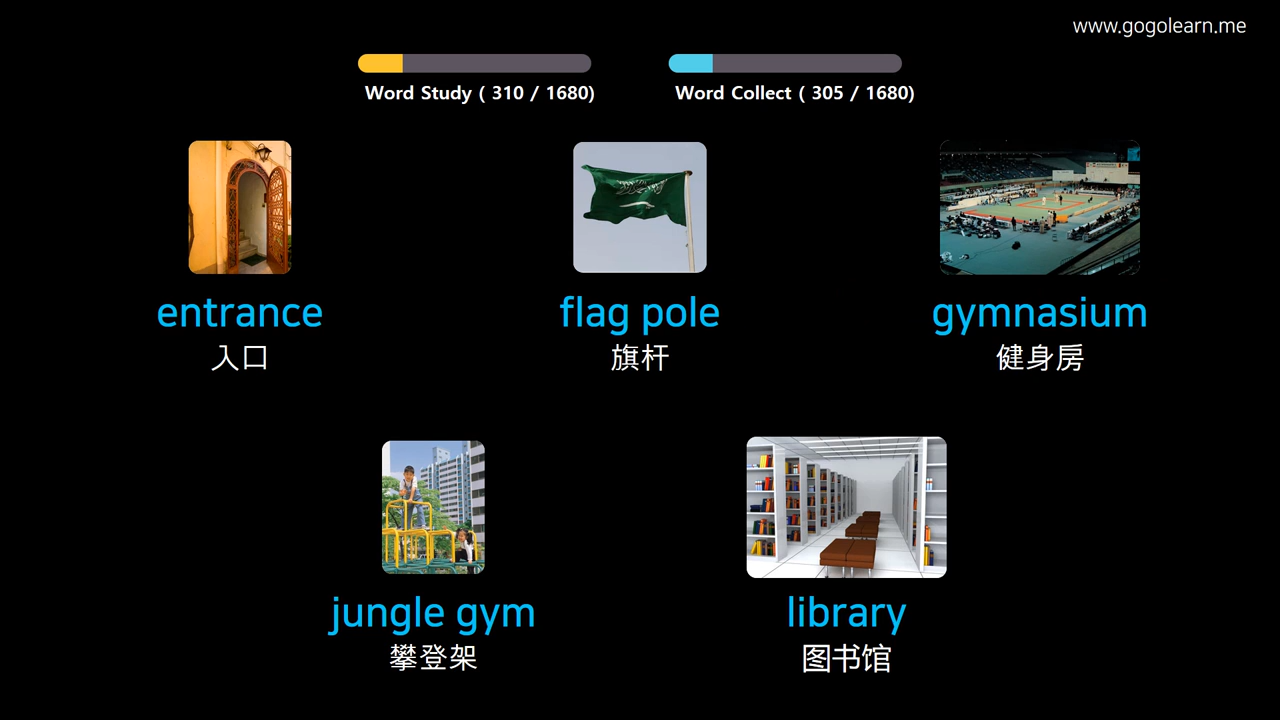 www.gogolearn.me
Word Study ( 310 / 1680)
Word Collect ( 305 / 1680)
entrance
入口
flag pole
旗杆
gymnasium
健身房
jungle gym
攀登架
library
图书馆